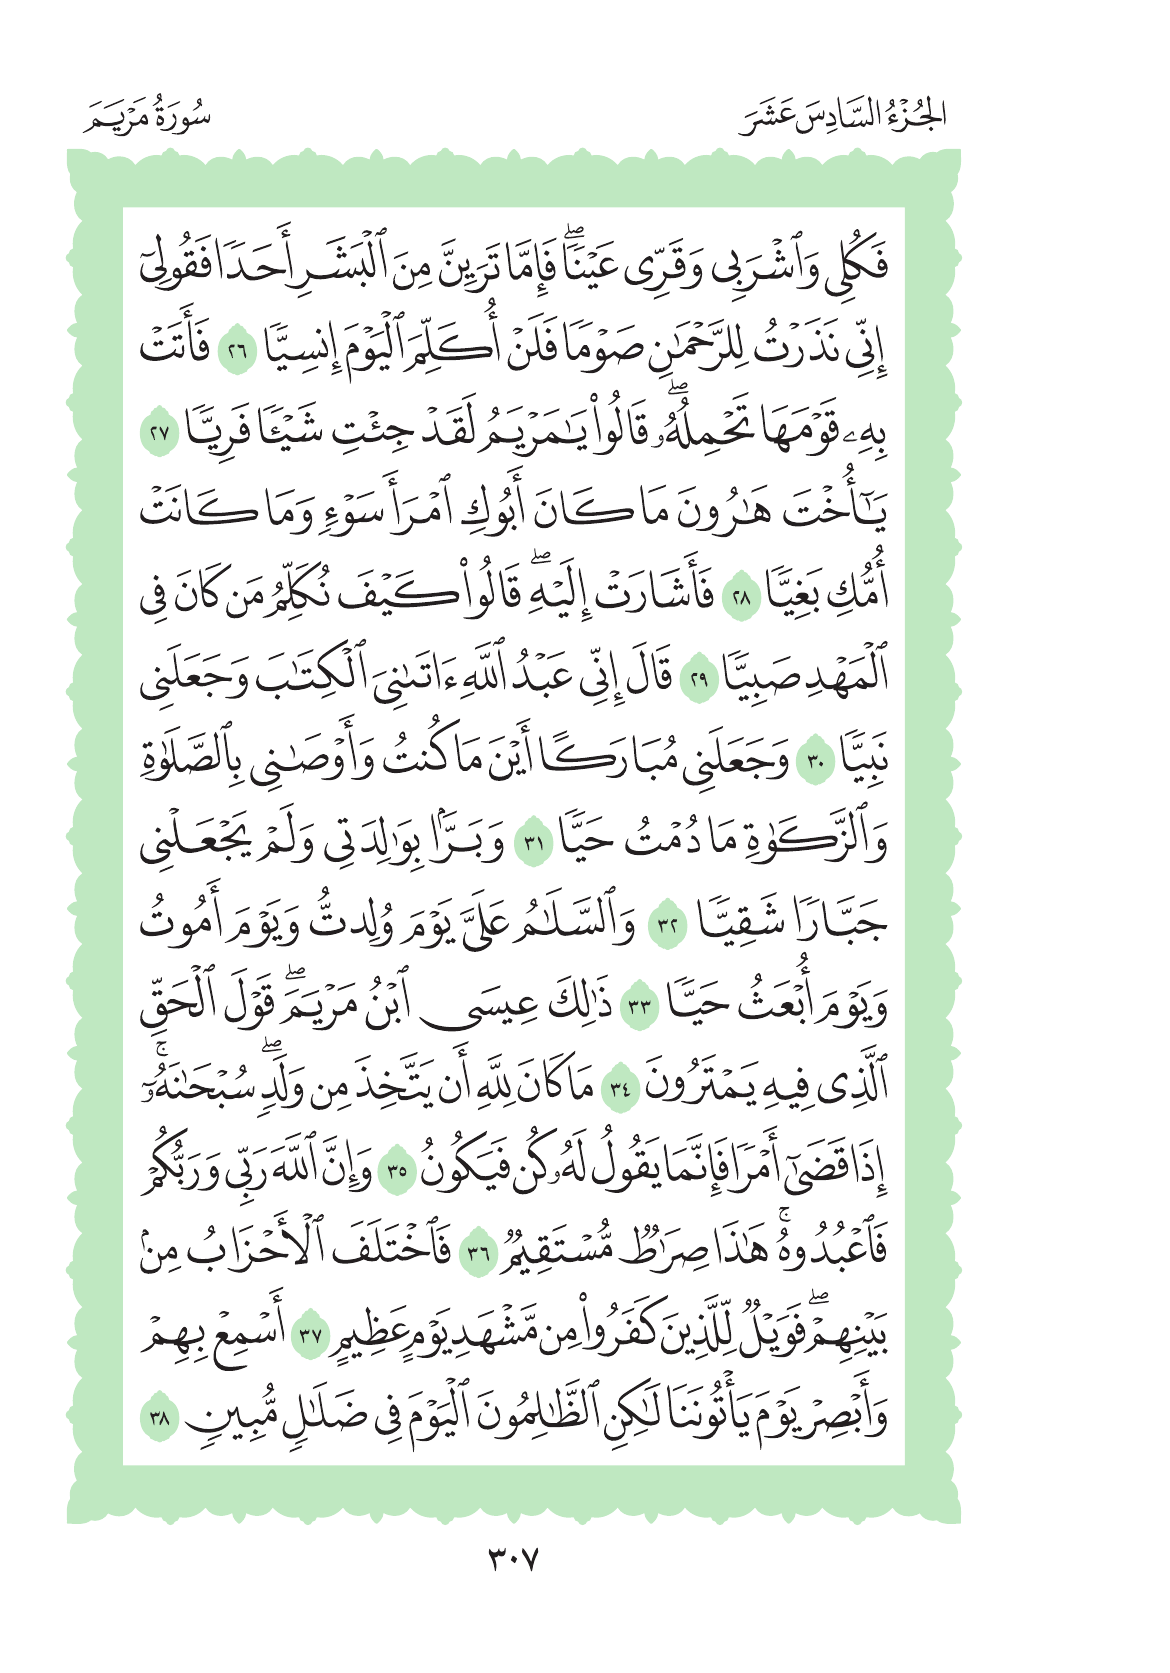 الجُزْءُ السَّادِسَ عَشَرَ
سُورَةُ مَرْيَمَ
فَكُلِي وَٱشْرَبِي وَقَرِّي عَيْنٗاۖ فَإِمَّا تَرَيِنَّ مِنَ ٱلْبَشَرِ أَحَدٗا فَقُولِيٓ
إِنِّي نَذَرْتُ لِلرَّحْمَٰنِ صَوْمٗا فَلَنْ أُكَلِّمَ ٱلْيَوْمَ إِنسِيّٗا ٢٦ فَأَتَتْ
بِهِۦ قَوْمَهَا تَحْمِلُهُۥۖ قَالُواْ يَٰمَرْيَمُ لَقَدْ جِئْتِ شَيْـٔٗا فَرِيّٗا ٢٧
يَٰٓأُخْتَ هَٰرُونَ مَا كَانَ أَبُوكِ ٱمْرَأَ سَوْءٖ وَمَا كَانَتْ
أُمُّكِ بَغِيّٗا ٢٨ فَأَشَارَتْ إِلَيْهِۖ قَالُواْ كَيْفَ نُكَلِّمُ مَن كَانَ فِي
ٱلْمَهْدِ صَبِيّٗا ٢٩ قَالَ إِنِّي عَبْدُ ٱللَّهِ ءَاتَىٰنِيَ ٱلْكِتَٰبَ وَجَعَلَنِي
نَبِيّٗا ٣٠ وَجَعَلَنِي مُبَارَكًا أَيْنَ مَا كُنتُ وَأَوْصَٰنِي بِٱلصَّلَوٰةِ
وَٱلزَّكَوٰةِ مَا دُمْتُ حَيّٗا ٣١ وَبَرَّۢا بِوَٰلِدَتِي وَلَمْ يَجْعَلْنِي
جَبَّارٗا شَقِيّٗا ٣٢ وَٱلسَّلَٰمُ عَلَيَّ يَوْمَ وُلِدتُّ وَيَوْمَ أَمُوتُ
وَيَوْمَ أُبْعَثُ حَيّٗا ٣٣ ذَٰلِكَ عِيسَى ٱبْنُ مَرْيَمَۖ قَوْلَ ٱلْحَقِّ
ٱلَّذِي فِيهِ يَمْتَرُونَ ٣٤ مَا كَانَ لِلَّهِ أَن يَتَّخِذَ مِن وَلَدٖۖ سُبْحَٰنَهُۥٓۚ
إِذَا قَضَىٰٓ أَمْرٗا فَإِنَّمَا يَقُولُ لَهُۥ كُن فَيَكُونُ ٣٥ وَإِنَّ ٱللَّهَ رَبِّي وَرَبُّكُمْ
فَٱعْبُدُوهُۚ هَٰذَا صِرَٰطٞ مُّسْتَقِيمٞ ٣٦ فَٱخْتَلَفَ ٱلْأَحْزَابُ مِنۢ
بَيْنِهِمْۖ فَوَيْلٞ لِّلَّذِينَ كَفَرُواْ مِن مَّشْهَدِ يَوْمٍ عَظِيمٍ ٣٧ أَسْمِعْ بِهِمْ
وَأَبْصِرْ يَوْمَ يَأْتُونَنَا لَٰكِنِ ٱلظَّٰلِمُونَ ٱلْيَوْمَ فِي ضَلَٰلٖ مُّبِينٖ ٣٨
٣٠٧